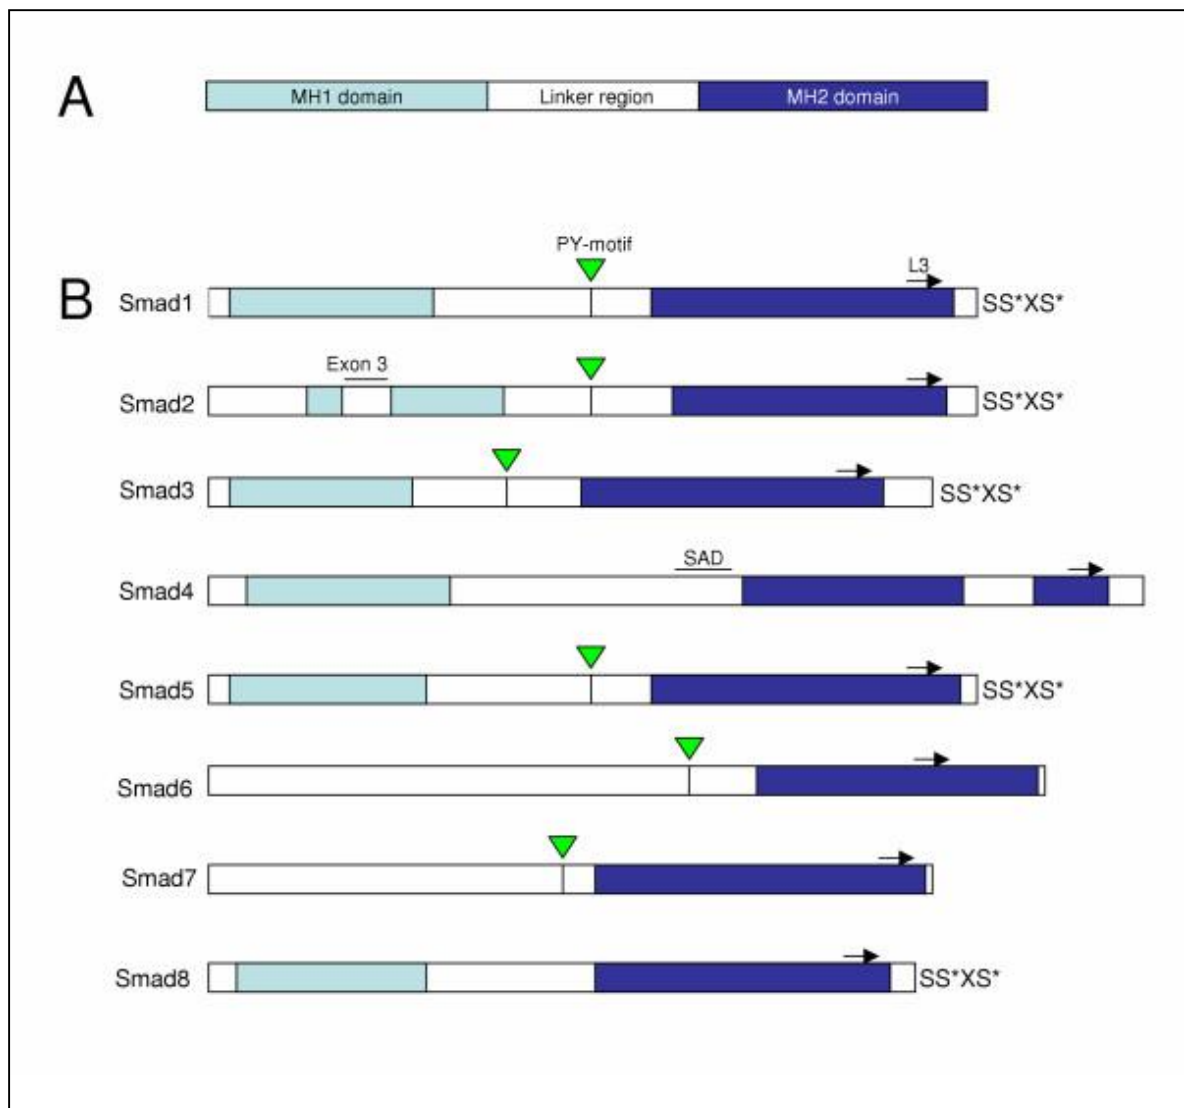 A
MH1 domain Linker region MH2 domain
PY-motif
L3
B
Smad1 SS*XS*
Exon 3
Smad2 SS*XS*
Smad3 SS*XS*
SAD
Smad4
Smad5 SS*XS*
Smad6
Smad7
Smad8 SS*XS*